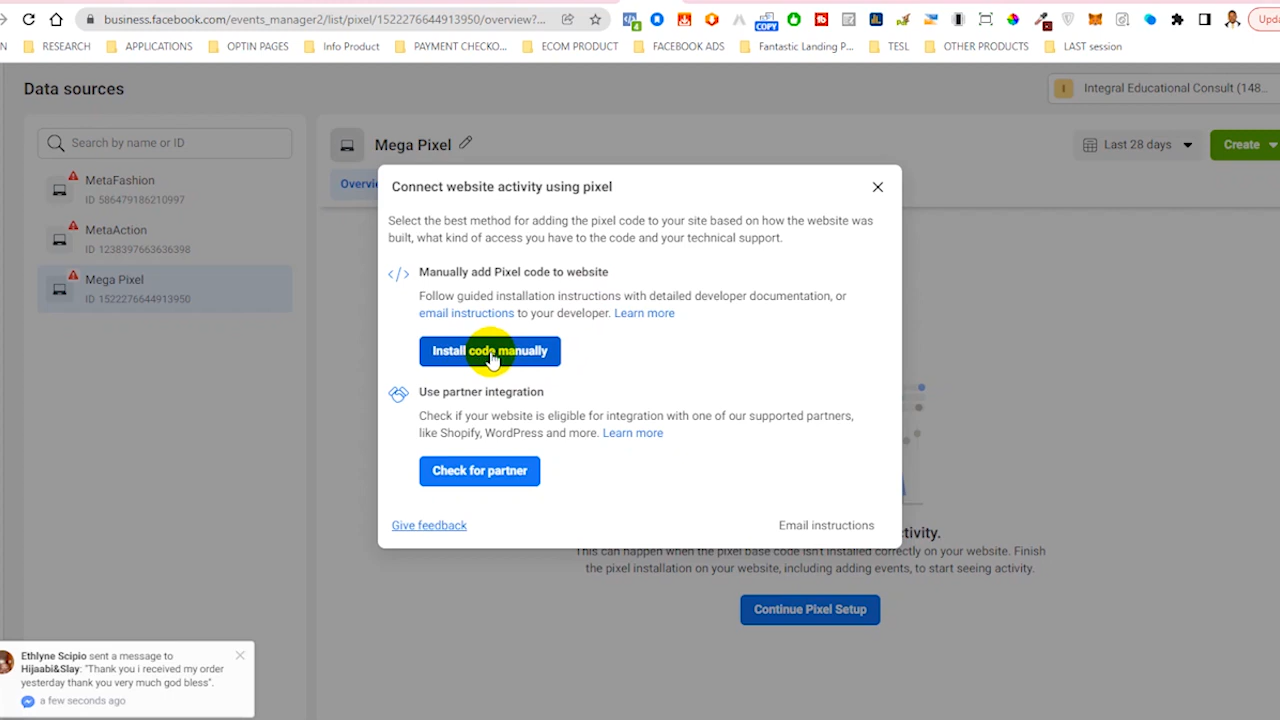 business.facebook.com/events_manager2/list/pixel/1522276644913950/overview?...
4
COPY
Upda
N RESEARCH APPLICATIONS OPTIN PAGES Info Product PAYMENT CHECKO... ECOM PRODUCT FACEBOOK ADS Fantastic Landing P... TESL OTHER PRODUCTS LAST session
Data sources
I Integral Educational Consult (148...
Search by name or ID
Mega Pixel
Last 28 days
Create
MetaFashion
ID 586479186210997
MetaAction
ID 1238397663636398
Mega Pixel
ID 1522276644913950
Overvie
Connect website activity using pixel
Select the best method for adding the pixel code to your site based on how the website was
built, what kind of access you have to the code and your technical support.
</> Manually add Pixel code to website
Follow guided installation instructions with detailed developer documentation, or
email instructions to your developer. Learn more
Install code manually
Use partner integration
Check if your website is eligible for integration with one of our supported partners,
like Shopify, WordPress and more. Learn more
Check for partner
Give feedback
Email instructions
tivity.
This can happen when the pixel base code isn't installed correctly on your website. Finish
the pixel installation on your website, including adding events, to start seeing activity.
Continue Pixel Setup
Ethlyne Scipio sent a message to
Hijaabi&Slay: "Thank you i received my order
yesterday thank you very much god bless".
a few seconds ago